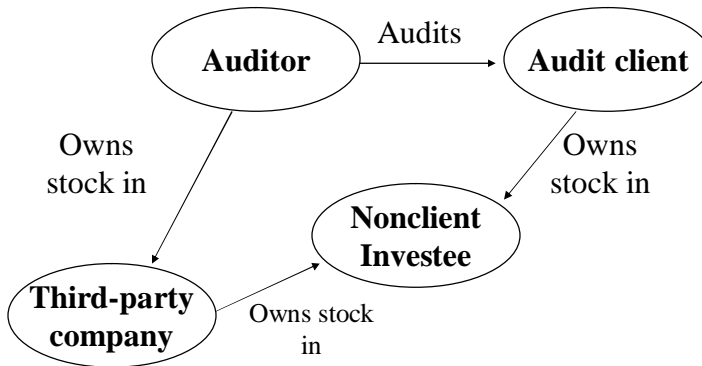 Audits
Auditor
Audit client
Owns
stock in
Owns
stock in
Nonclient
Investee
Third-party
company
Owns stock
in